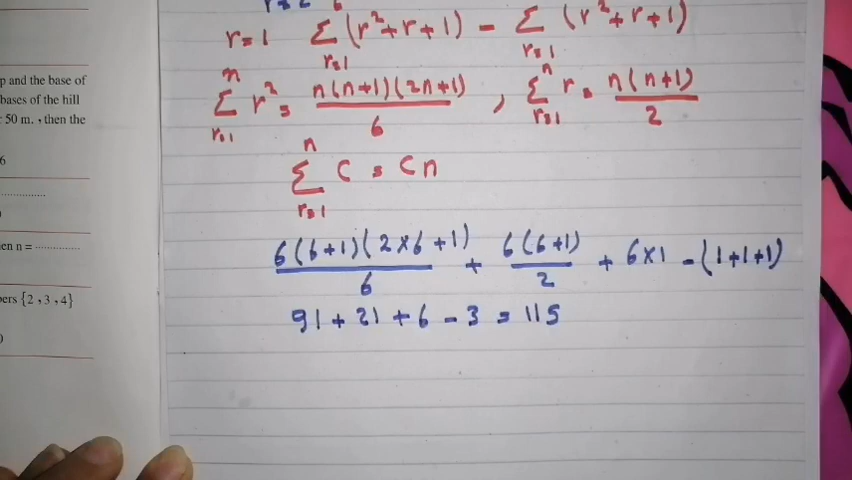 r=1 Σ(r²+r+1) - Σ (r²+r+1)
r=1 r=1
p and the base of
bases of the hill
50 m. , then the
6
en n = ..............
ers {2 , 3 , 4}
n Σ r=1 r² = n(n+1)(2n+1) / 6 , n Σ r=1 r = n(n+1) / 2
n Σ r=1 C = Cn
6(6+1)(2×6+1) / 6 + 6(6+1) / 2 + 6×1 - (1+1+1)
91 + 21 + 6 - 3 = 115